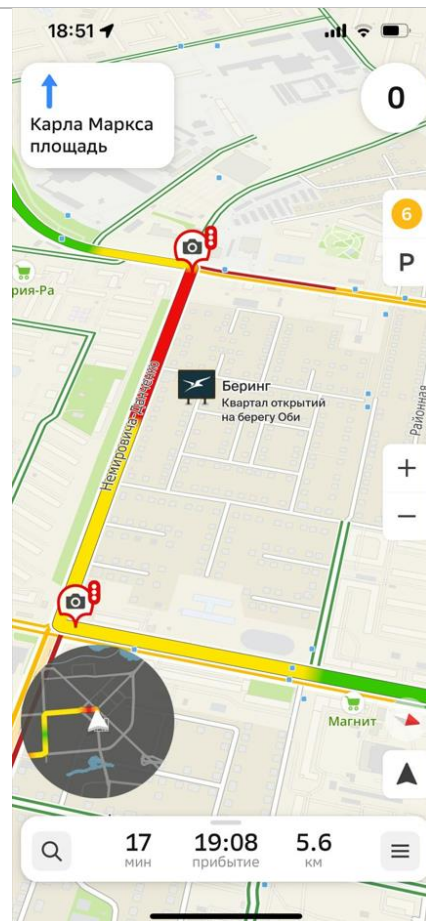 18:51
Карла Маркса
площадь
0
6
P
рия-Ра
Беринг
Квартал открытий
на берегу Оби
Немировича-Данченко
Районная
+
−
Магнит
17
мин
19:08
прибытие
5.6
км